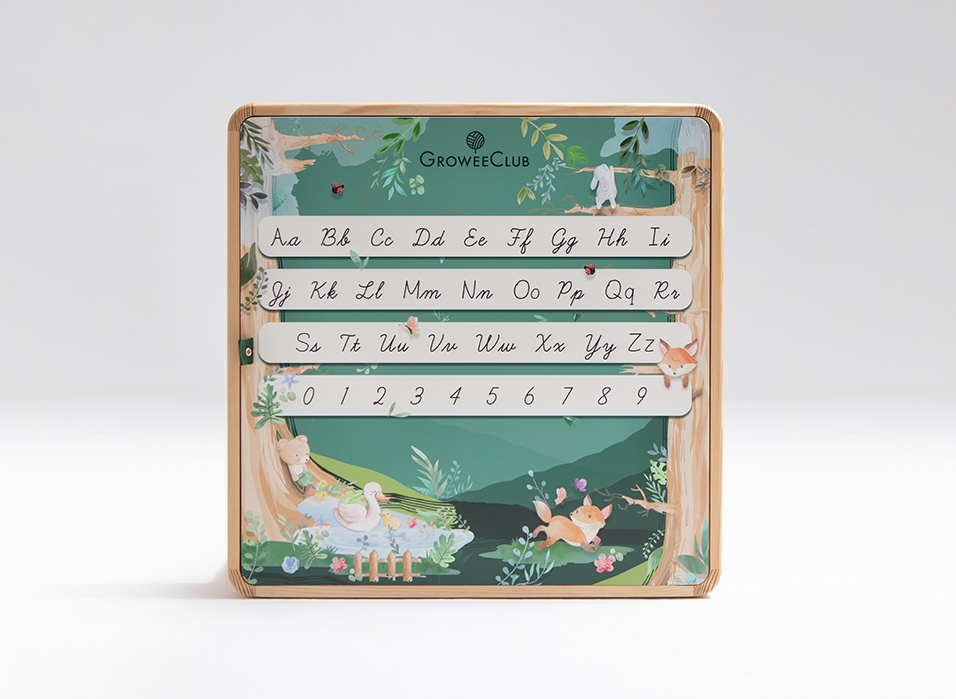 GROWEECLUB
Aa Bb Cc Dd Ee Ff Gg Hh Ii
Jj Kk Ll Mm Nn Oo Pp Qq Rr
Ss Tt Uu Vv Ww Xx Yy Zz
0 1 2 3 4 5 6 7 8 9